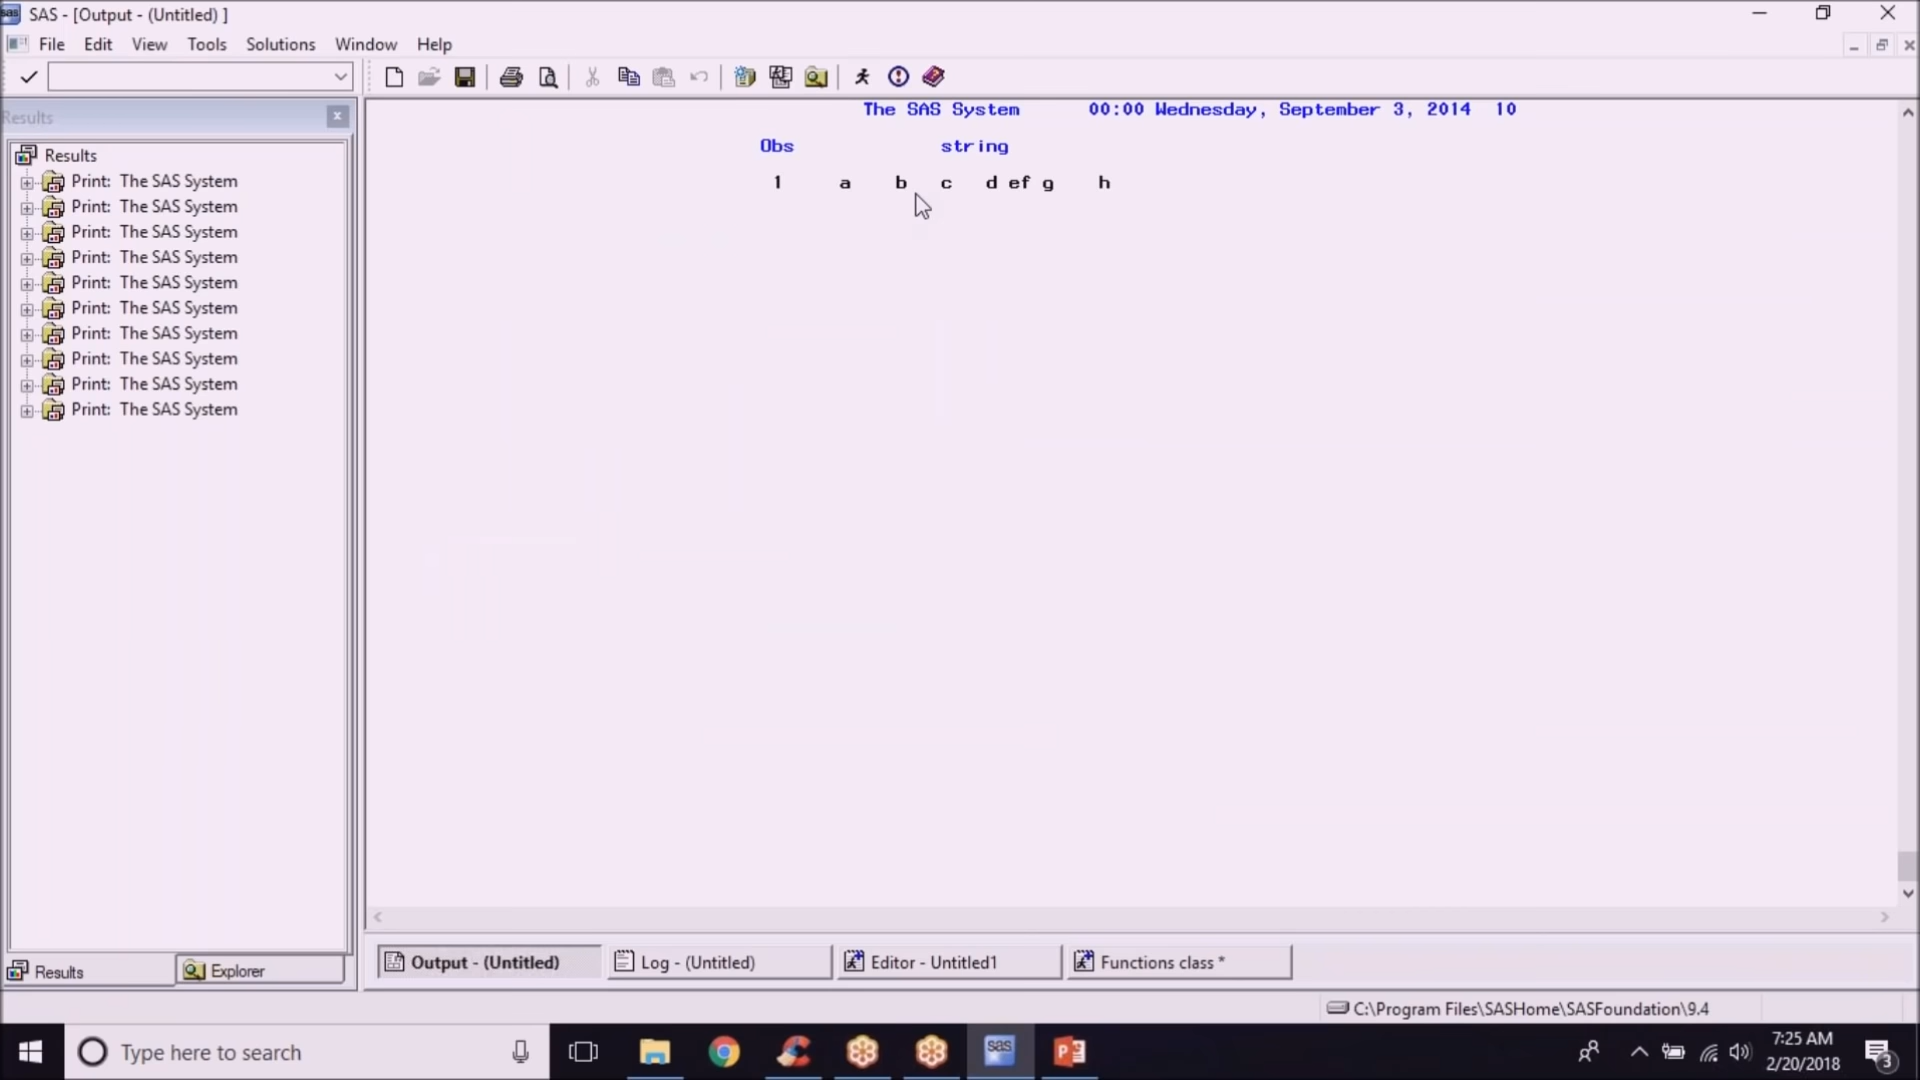 SAS - [Output - (Untitled) ]
File Edit View Tools Solutions Window Help
Results
The SAS System 00:00 Wednesday, September 3, 2014 10
Obs string
1 a b c d ef g h
Results
Print: The SAS System
Print: The SAS System
Print: The SAS System
Print: The SAS System
Print: The SAS System
Print: The SAS System
Print: The SAS System
Print: The SAS System
Print: The SAS System
Print: The SAS System
Results Explorer
Output - (Untitled) Log - (Untitled) Editor - Untitled1 Functions class *
C:\Program Files\SASHome\SASFoundation\9.4
Type here to search
sas
7:25 AM
2/20/2018
3